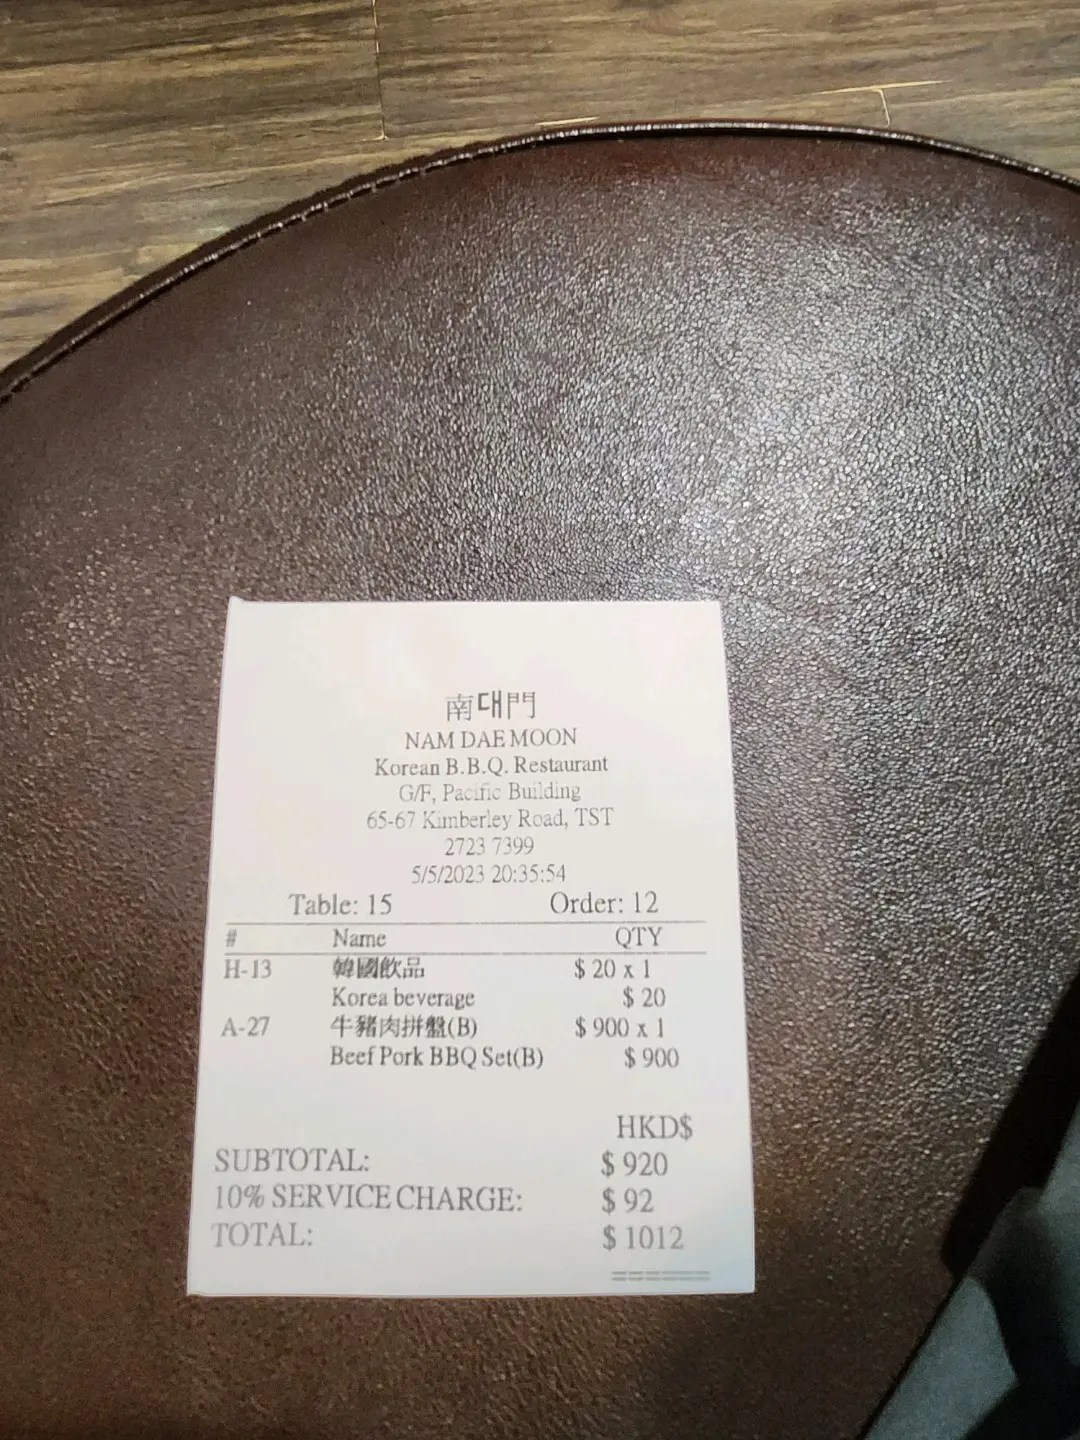 南대門
NAM DAE MOON
Korean B.B.Q. Restaurant
G/F, Pacific Building
65-67 Kimberley Road, TST
2723 7399
5/5/2023 20:35:54
Table: 15 Order: 12
# Name QTY
H-13 韓國飲品 $ 20 x 1
Korea beverage $ 20
A-27 牛豬肉拼盤(B) $ 900 x 1
Beef Pork BBQ Set(B) $ 900
HKD$
SUBTOTAL: $ 920
10% SERVICE CHARGE: $ 92
TOTAL: $ 1012
=======